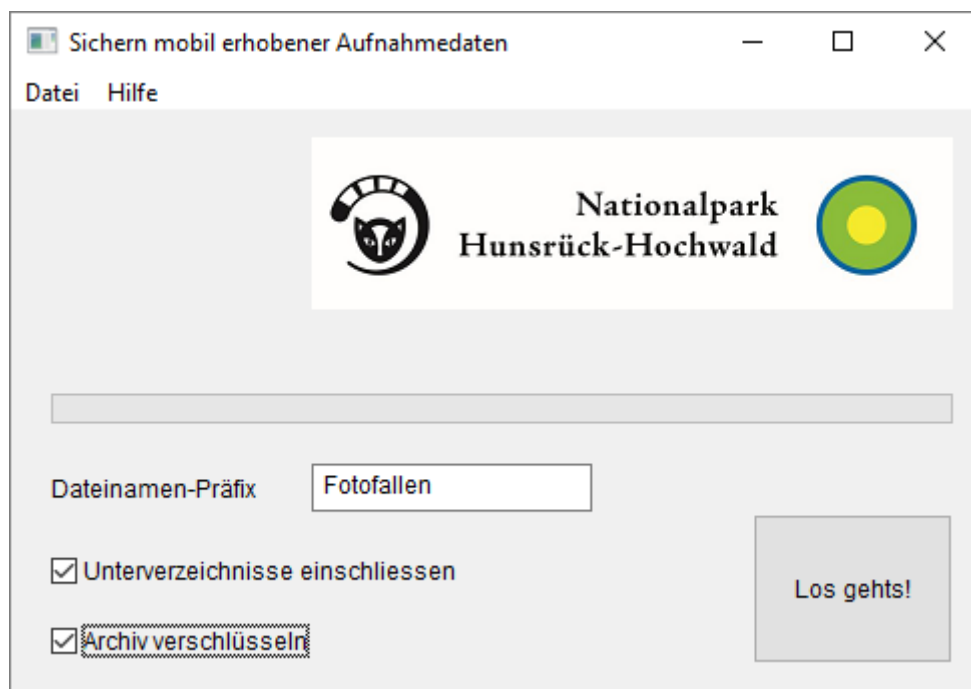 Sichern mobil erhobener Aufnahmedaten
Datei Hilfe
Nationalpark
Hunsrück-Hochwald
Dateinamen-Präfix Fotofallen
Unterverzeichnisse einschliessen
Los gehts!
Archiv verschlüsseln